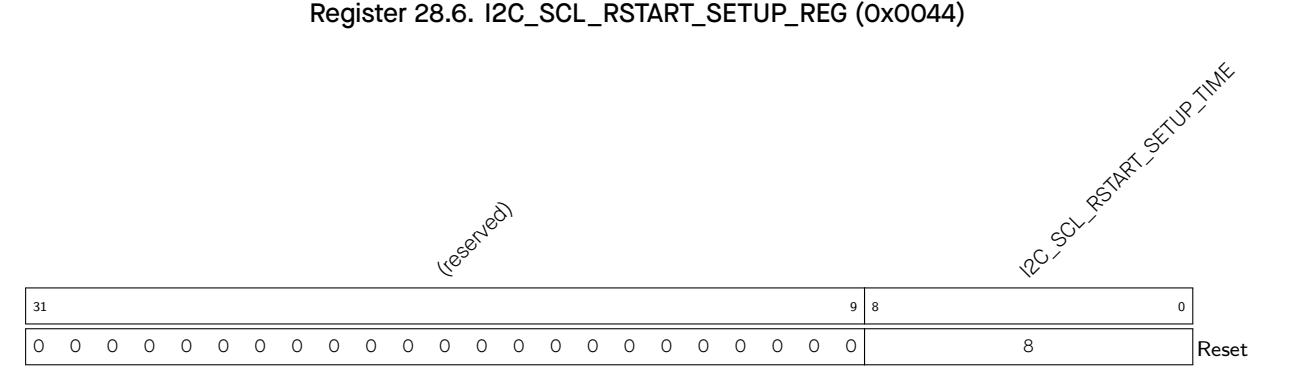 Register 28.6. I2C_SCL_RSTART_SETUP_REG (0x0044)
(reserved)
I2C_SCL_RSTART_SETUP_TIME
31 9 8 0
0 0 0 0 0 0 0 0 0 0 0 0 0 0 0 0 0 0 0 0 0 0 0 8 Reset